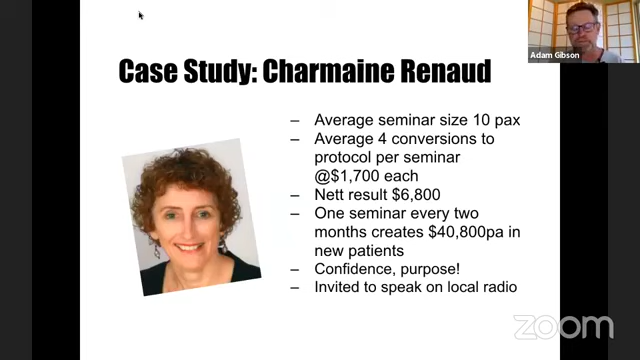 Adam Gibson
Case Study: Charmaine Renaud
– Average seminar size 10 pax
– Average 4 conversions to
protocol per seminar
@$1,700 each
– Nett result $6,800
– One seminar every two
months creates $40,800pa in
new patients
– Confidence, purpose!
– Invited to speak on local radio
zoom